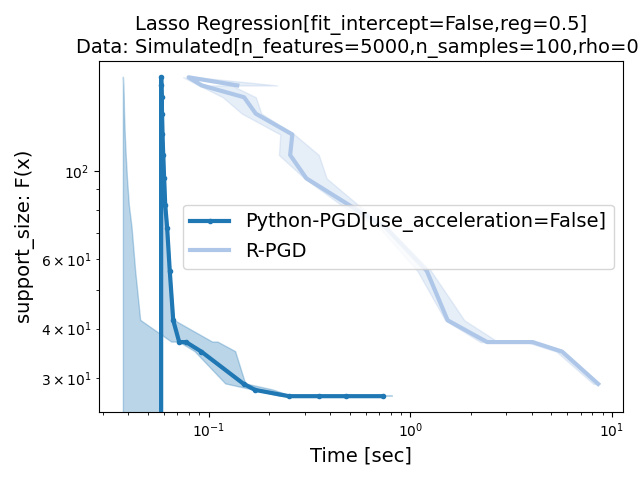 Lasso Regression[fit_intercept=False,reg=0.5]
Data: Simulated[n_features=5000,n_samples=100,rho=0
support_size: F(x)
10²
6 × 10¹
4 × 10¹
3 × 10¹
Python-PGD[use_acceleration=False]
R-PGD
10⁻¹
10⁰
10¹
Time [sec]